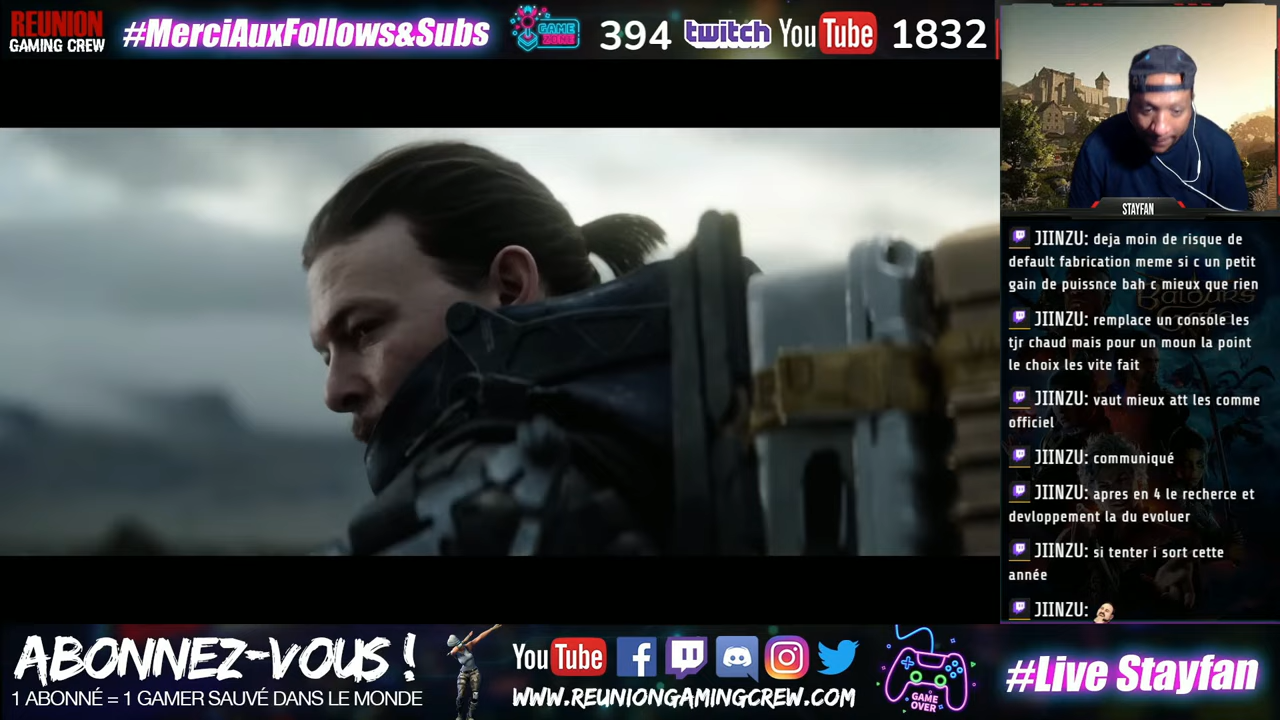 REUNION
GAMING CREW
#MerciAuxFollows&Subs
GAME
ZONE
394
twitch
YouTube
1832
STAYFAN
JIINZU: deja moin de risque de
default fabrication meme si c un petit
gain de puissnce bah c mieux que rien
JIINZU: remplace un console les
tjr chaud mais pour un moun la point
le choix les vite fait
JIINZU: vaut mieux att les comme
officiel
JIINZU: communiqué
JIINZU: apres en 4 le recherce et
devloppement la du evoluer
JIINZU: si tenter i sort cette
année
JIINZU:
ABONNEZ-VOUS !
1 ABONNÉ = 1 GAMER SAUVÉ DANS LE MONDE
YouTube
WWW.REUNIONGAMINGCREW.COM
GAME
OVER
#Live Stayfan